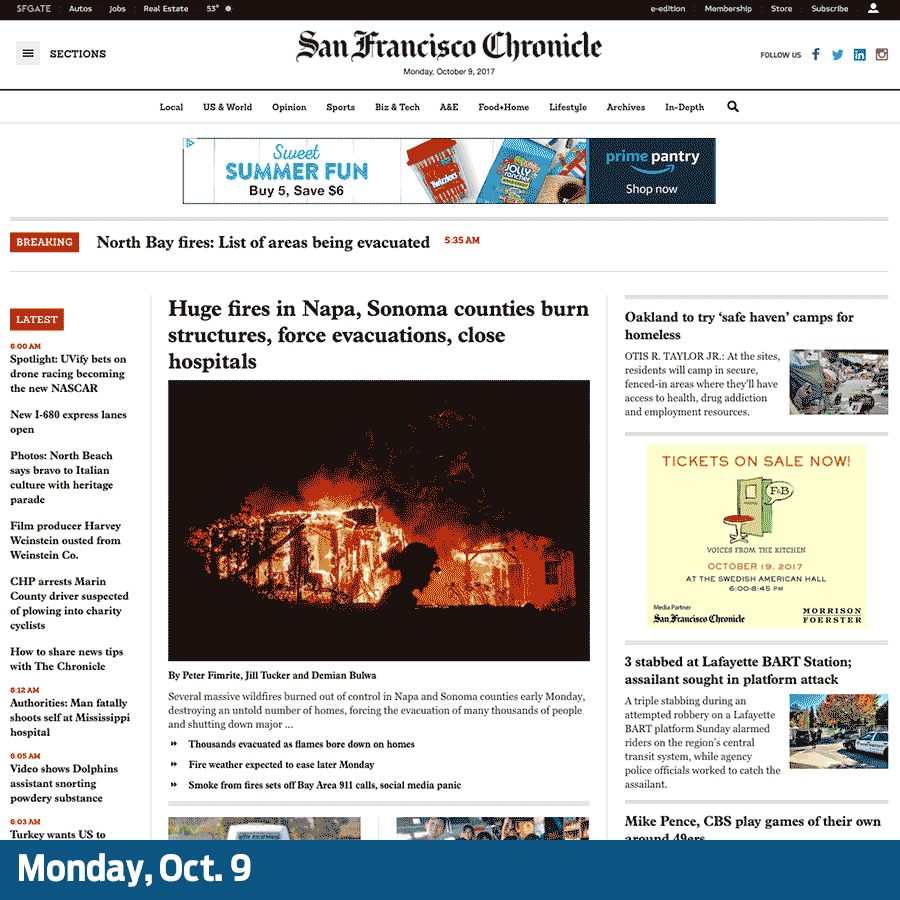 SFGATE Autos Jobs Real Estate 53°
e-edition Membership Store Subscribe
SECTIONS
San Francisco Chronicle
Monday, October 9, 2017
FOLLOW US
Local US & World Opinion Sports Biz & Tech A&E Food+Home Lifestyle Archives In-Depth
Sweet
SUMMER FUN
Buy 5, Save $6
Twizzlers
JOLLY
RANCHER
prime pantry
Shop now
BREAKING
North Bay fires: List of areas being evacuated 5:35 AM
LATEST
6:00 AM
Spotlight: UVify bets on
drone racing becoming
the new NASCAR
New I-680 express lanes
open
Photos: North Beach
says bravo to Italian
culture with heritage
parade
Film producer Harvey
Weinstein ousted from
Weinstein Co.
CHP arrests Marin
County driver suspected
of plowing into charity
cyclists
How to share news tips
with The Chronicle
6:12 AM
Authorities: Man fatally
shoots self at Mississippi
hospital
6:05 AM
Video shows Dolphins
assistant snorting
powdery substance
6:03 AM
Turkey wants US to
Huge fires in Napa, Sonoma counties burn
structures, force evacuations, close
hospitals
By Peter Fimrite, Jill Tucker and Demian Bulwa
Several massive wildfires burned out of control in Napa and Sonoma counties early Monday,
destroying an untold number of homes, forcing the evacuation of many thousands of people
and shutting down major ...
Thousands evacuated as flames bore down on homes
Fire weather expected to ease later Monday
Smoke from fires sets off Bay Area 911 calls, social media panic
Oakland to try ‘safe haven’ camps for
homeless
OTIS R. TAYLOR JR.: At the sites,
residents will camp in secure,
fenced-in areas where they’ll have
access to health, drug addiction
and employment resources.
TICKETS ON SALE NOW!
F&B
VOICES FROM THE KITCHEN
OCTOBER 19, 2017
AT THE SWEDISH AMERICAN HALL
6:00-8:45 PM
Media Partner
San Francisco Chronicle
MORRISON
FOERSTER
3 stabbed at Lafayette BART Station;
assailant sought in platform attack
A triple stabbing during an
attempted robbery on a Lafayette
BART platform Sunday alarmed
riders on the region’s central
transit system, while agency
police officials worked to catch the
assailant.
Mike Pence, CBS play games of their own
around 49ers
Monday, Oct. 9